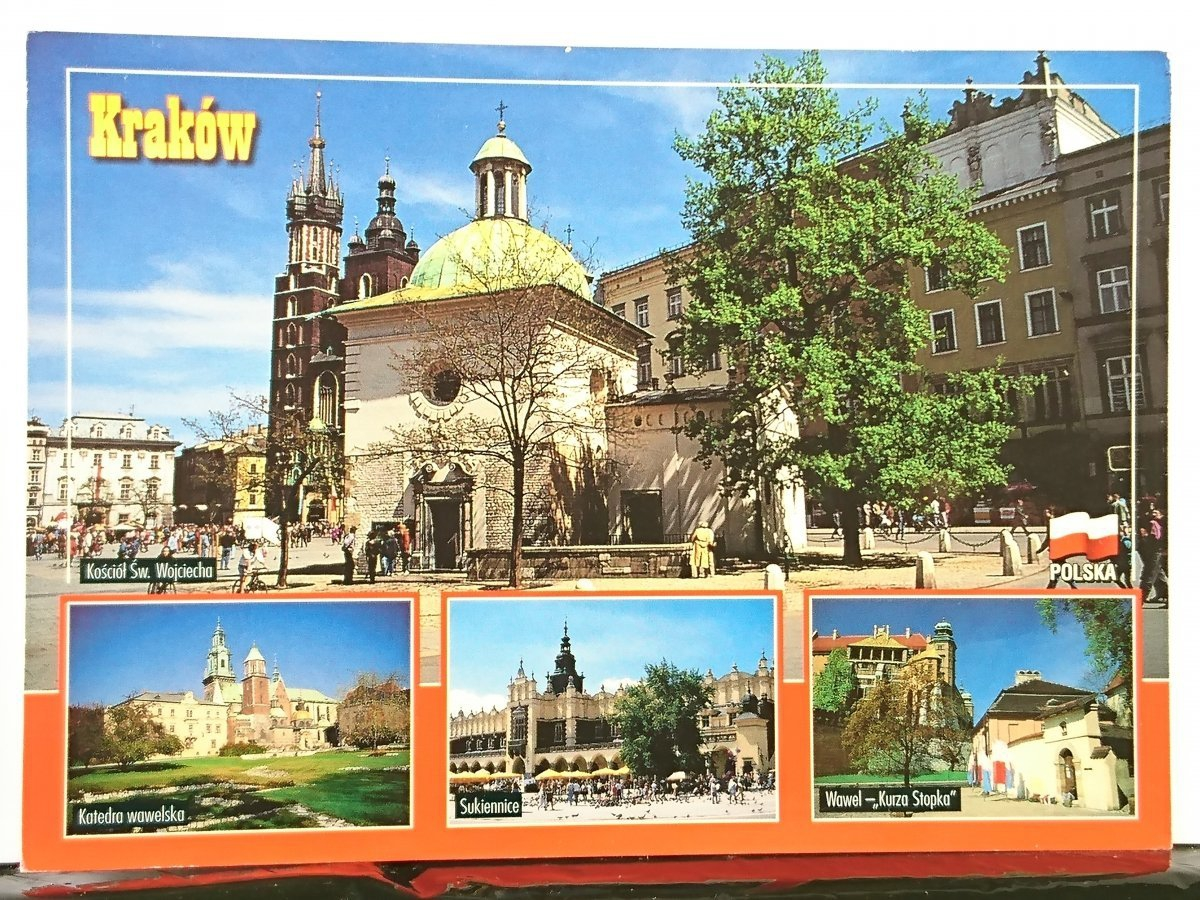 Kraków
Kościół Św. Wojciecha
POLSKA
Katedra wawelska
Sukiennice
Wawel –„Kurza Stopka"